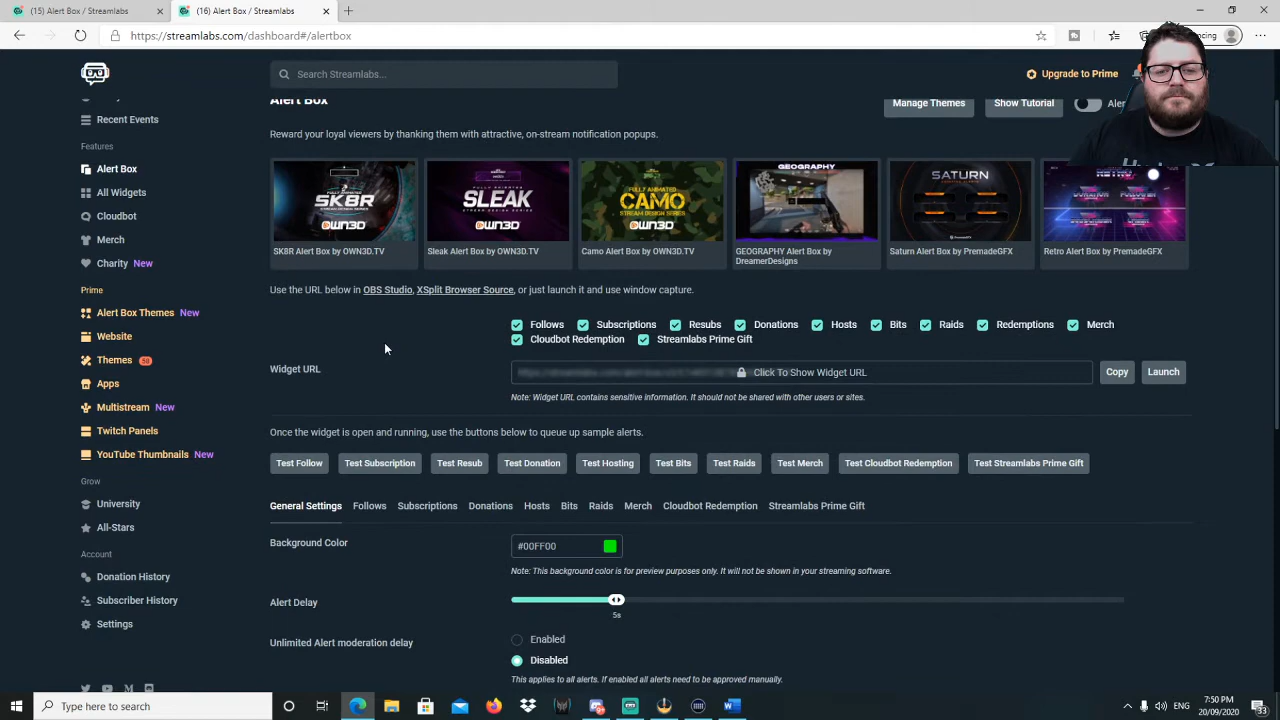 (15) Alert Box / Streamlabs
(16) Alert Box / Streamlabs
https://streamlabs.com/dashboard#/alertbox
Search Streamlabs...
Upgrade to Prime
Recent Events
Features
Alert Box
All Widgets
Cloudbot
Merch
Charity New
Prime
Alert Box Themes New
Website
Themes 50
Apps
Multistream New
Twitch Panels
YouTube Thumbnails New
Grow
University
All-Stars
Account
Donation History
Subscriber History
Settings
Alert Box
Manage Themes
Show Tutorial
Reward your loyal viewers by thanking them with attractive, on-stream notification popups.
SK8R
OWN3D
SK8R Alert Box by OWN3D.TV
SLEAK
OWN3D
Sleak Alert Box by OWN3D.TV
CAMO
STREAM DESIGN SERIES
OWN3D
Camo Alert Box by OWN3D.TV
GEOGRAPHY
GEOGRAPHY Alert Box by
DreamerDesigns
SATURN
Saturn Alert Box by PremadeGFX
Retro Alert Box by PremadeGFX
Use the URL below in OBS Studio, XSplit Browser Source, or just launch it and use window capture.
Follows Subscriptions Resubs Donations Hosts Bits Raids Redemptions Merch
Cloudbot Redemption Streamlabs Prime Gift
Widget URL
Click To Show Widget URL
Copy
Launch
Note: Widget URL contains sensitive information. It should not be shared with other users or sites.
Once the widget is open and running, use the buttons below to queue up sample alerts.
Test Follow Test Subscription Test Resub Test Donation Test Hosting Test Bits Test Raids Test Merch Test Cloudbot Redemption Test Streamlabs Prime Gift
General Settings Follows Subscriptions Donations Hosts Bits Raids Merch Cloudbot Redemption Streamlabs Prime Gift
Background Color
#00FF00
Note: This background color is for preview purposes only. It will not be shown in your streaming software.
Alert Delay
5s
Unlimited Alert moderation delay
Enabled
Disabled
This applies to all alerts. If enabled all alerts need to be approved manually.
Type here to search
ENG
7:50 PM
20/09/2020
33